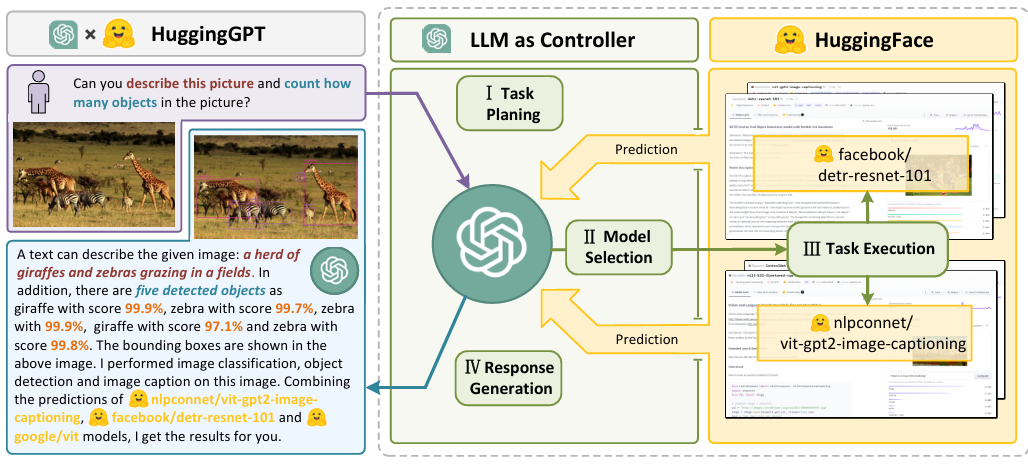 HuggingGPT
LLM as Controller
HuggingFace
Can you describe this picture and count how
many objects in the picture?
A text can describe the given image: a herd of
giraffes and zebras grazing in a fields. In
addition, there are five detected objects as
giraffe with score 99.9%, zebra with score 99.7%, zebra
with 99.9%, giraffe with score 97.1% and zebra with
score 99.8%. The bounding boxes are shown in the
above image. I performed image classification, object
detection and image caption on this image. Combining
the predictions of nlpconnet/vit-gpt2-image-
captioning, facebook/detr-resnet-101 and
google/vit models, I get the results for you.
I Task
Planing
Prediction
II Model
Selection
Prediction
IV Response
Generation
facebook/
detr-resnet-101
III Task Execution
nlpconnet/
vit-gpt2-image-captioning